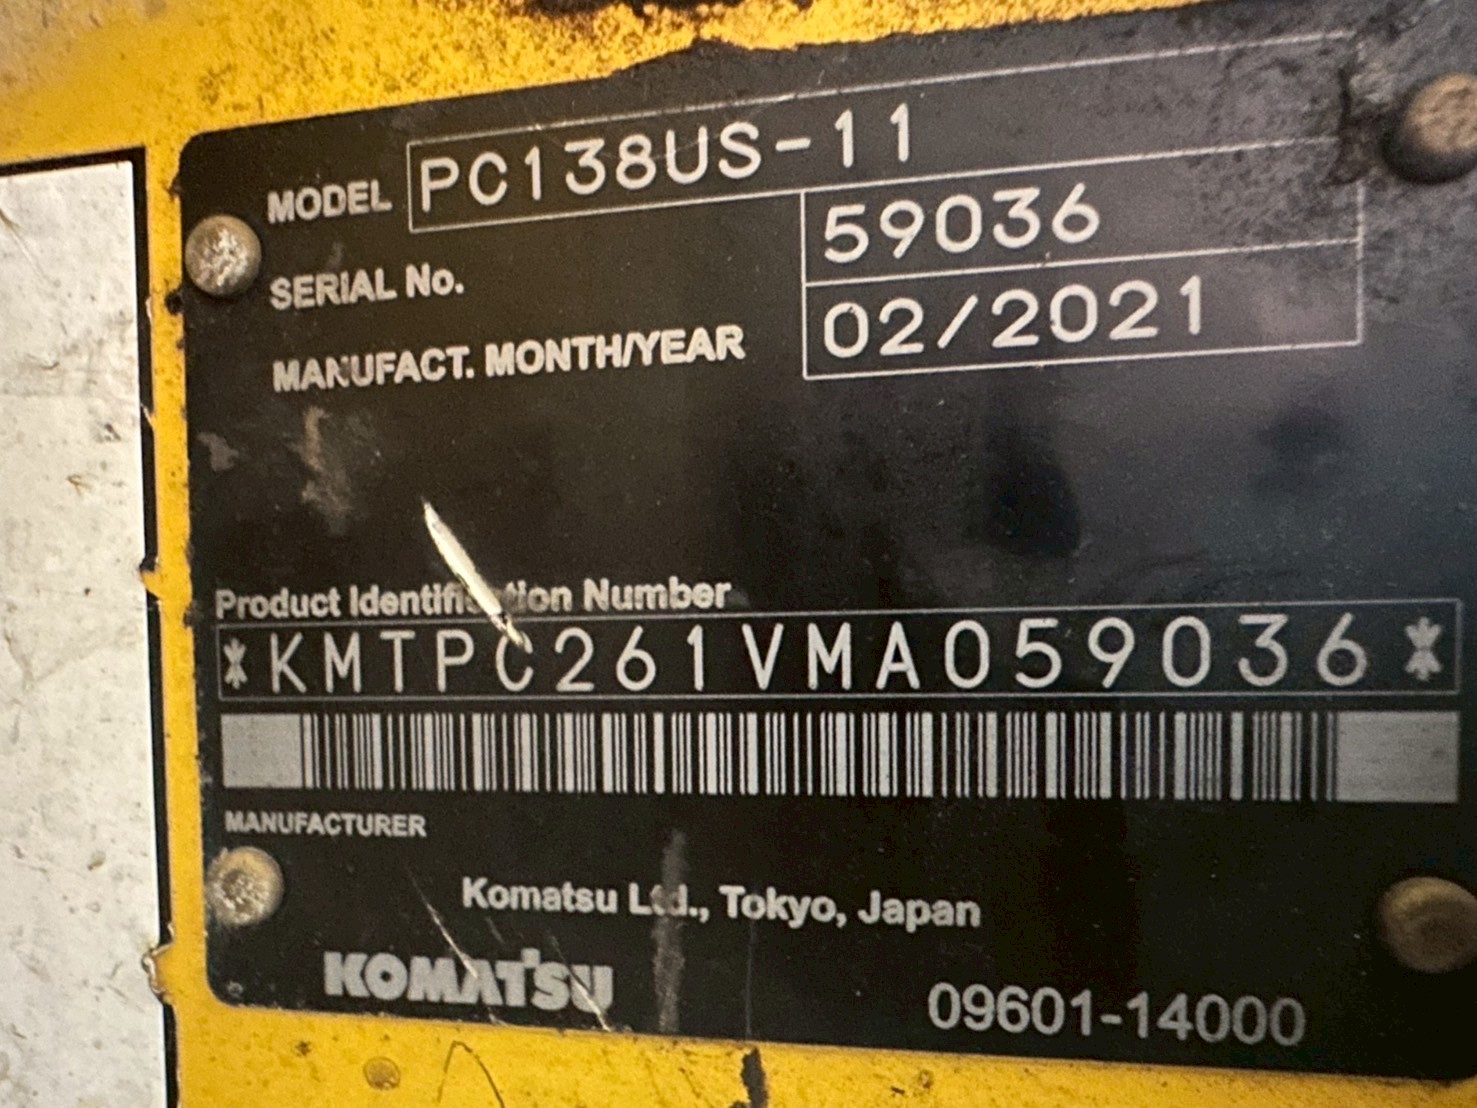 MODEL PC138US-11
SERIAL No. 59036
MANUFACT. MONTH/YEAR 02/2021
Product Identification Number
*KMTPC261VMA059036*
MANUFACTURER
Komatsu Ltd., Tokyo, Japan
KOMATSU
09601-14000